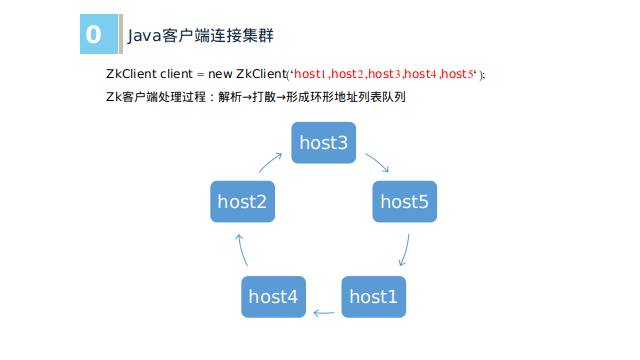 0 Java客户端连接集群
ZkClient client = new ZkClient(‘host1,host2,host3,host4,host5‘ );
Zk客户端处理过程：解析→打散→形成环形地址列表队列
host3
host2
host5
host4
host1